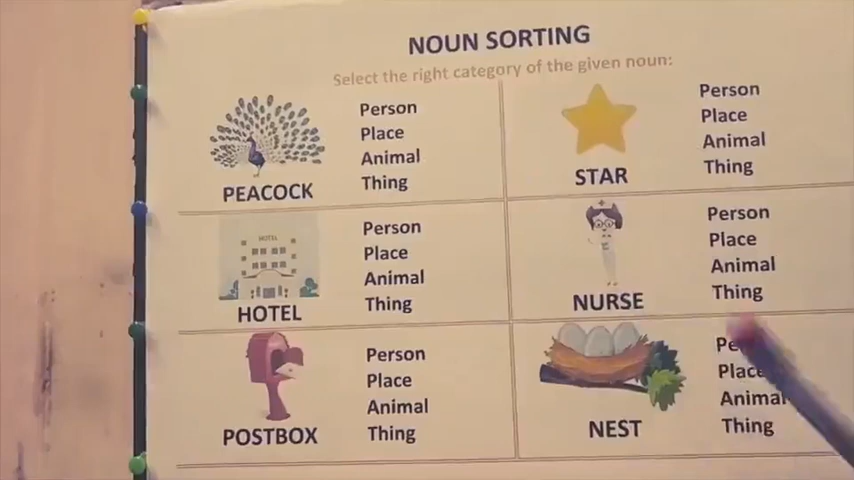 NOUN SORTING
Select the right category of the given noun:
Person
Place
Animal
Thing
PEACOCK
Person
Place
Animal
Thing
STAR
HOTEL
Person
Place
Animal
Thing
HOTEL
Person
Place
Animal
Thing
NURSE
Person
Place
Animal
Thing
POSTBOX
Place
Animal
Thing
NEST